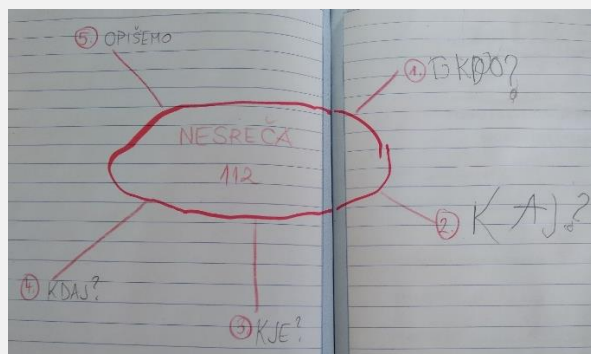 NESREČA
112
1. KDO?
2. KAJ?
3. KJE?
4. KDAJ?
5. OPIŠEMO